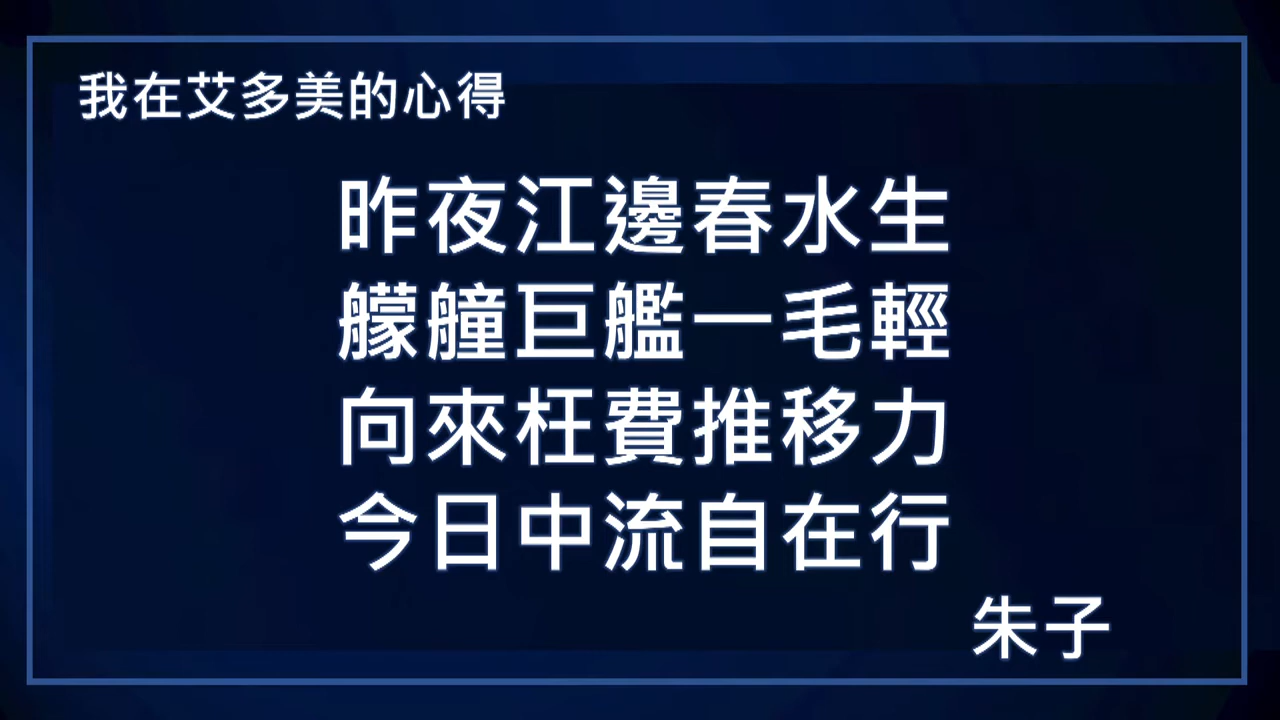 我在艾多美的心得
昨夜江邊春水生
艨艟巨艦一毛輕
向來枉費推移力
今日中流自在行
朱子